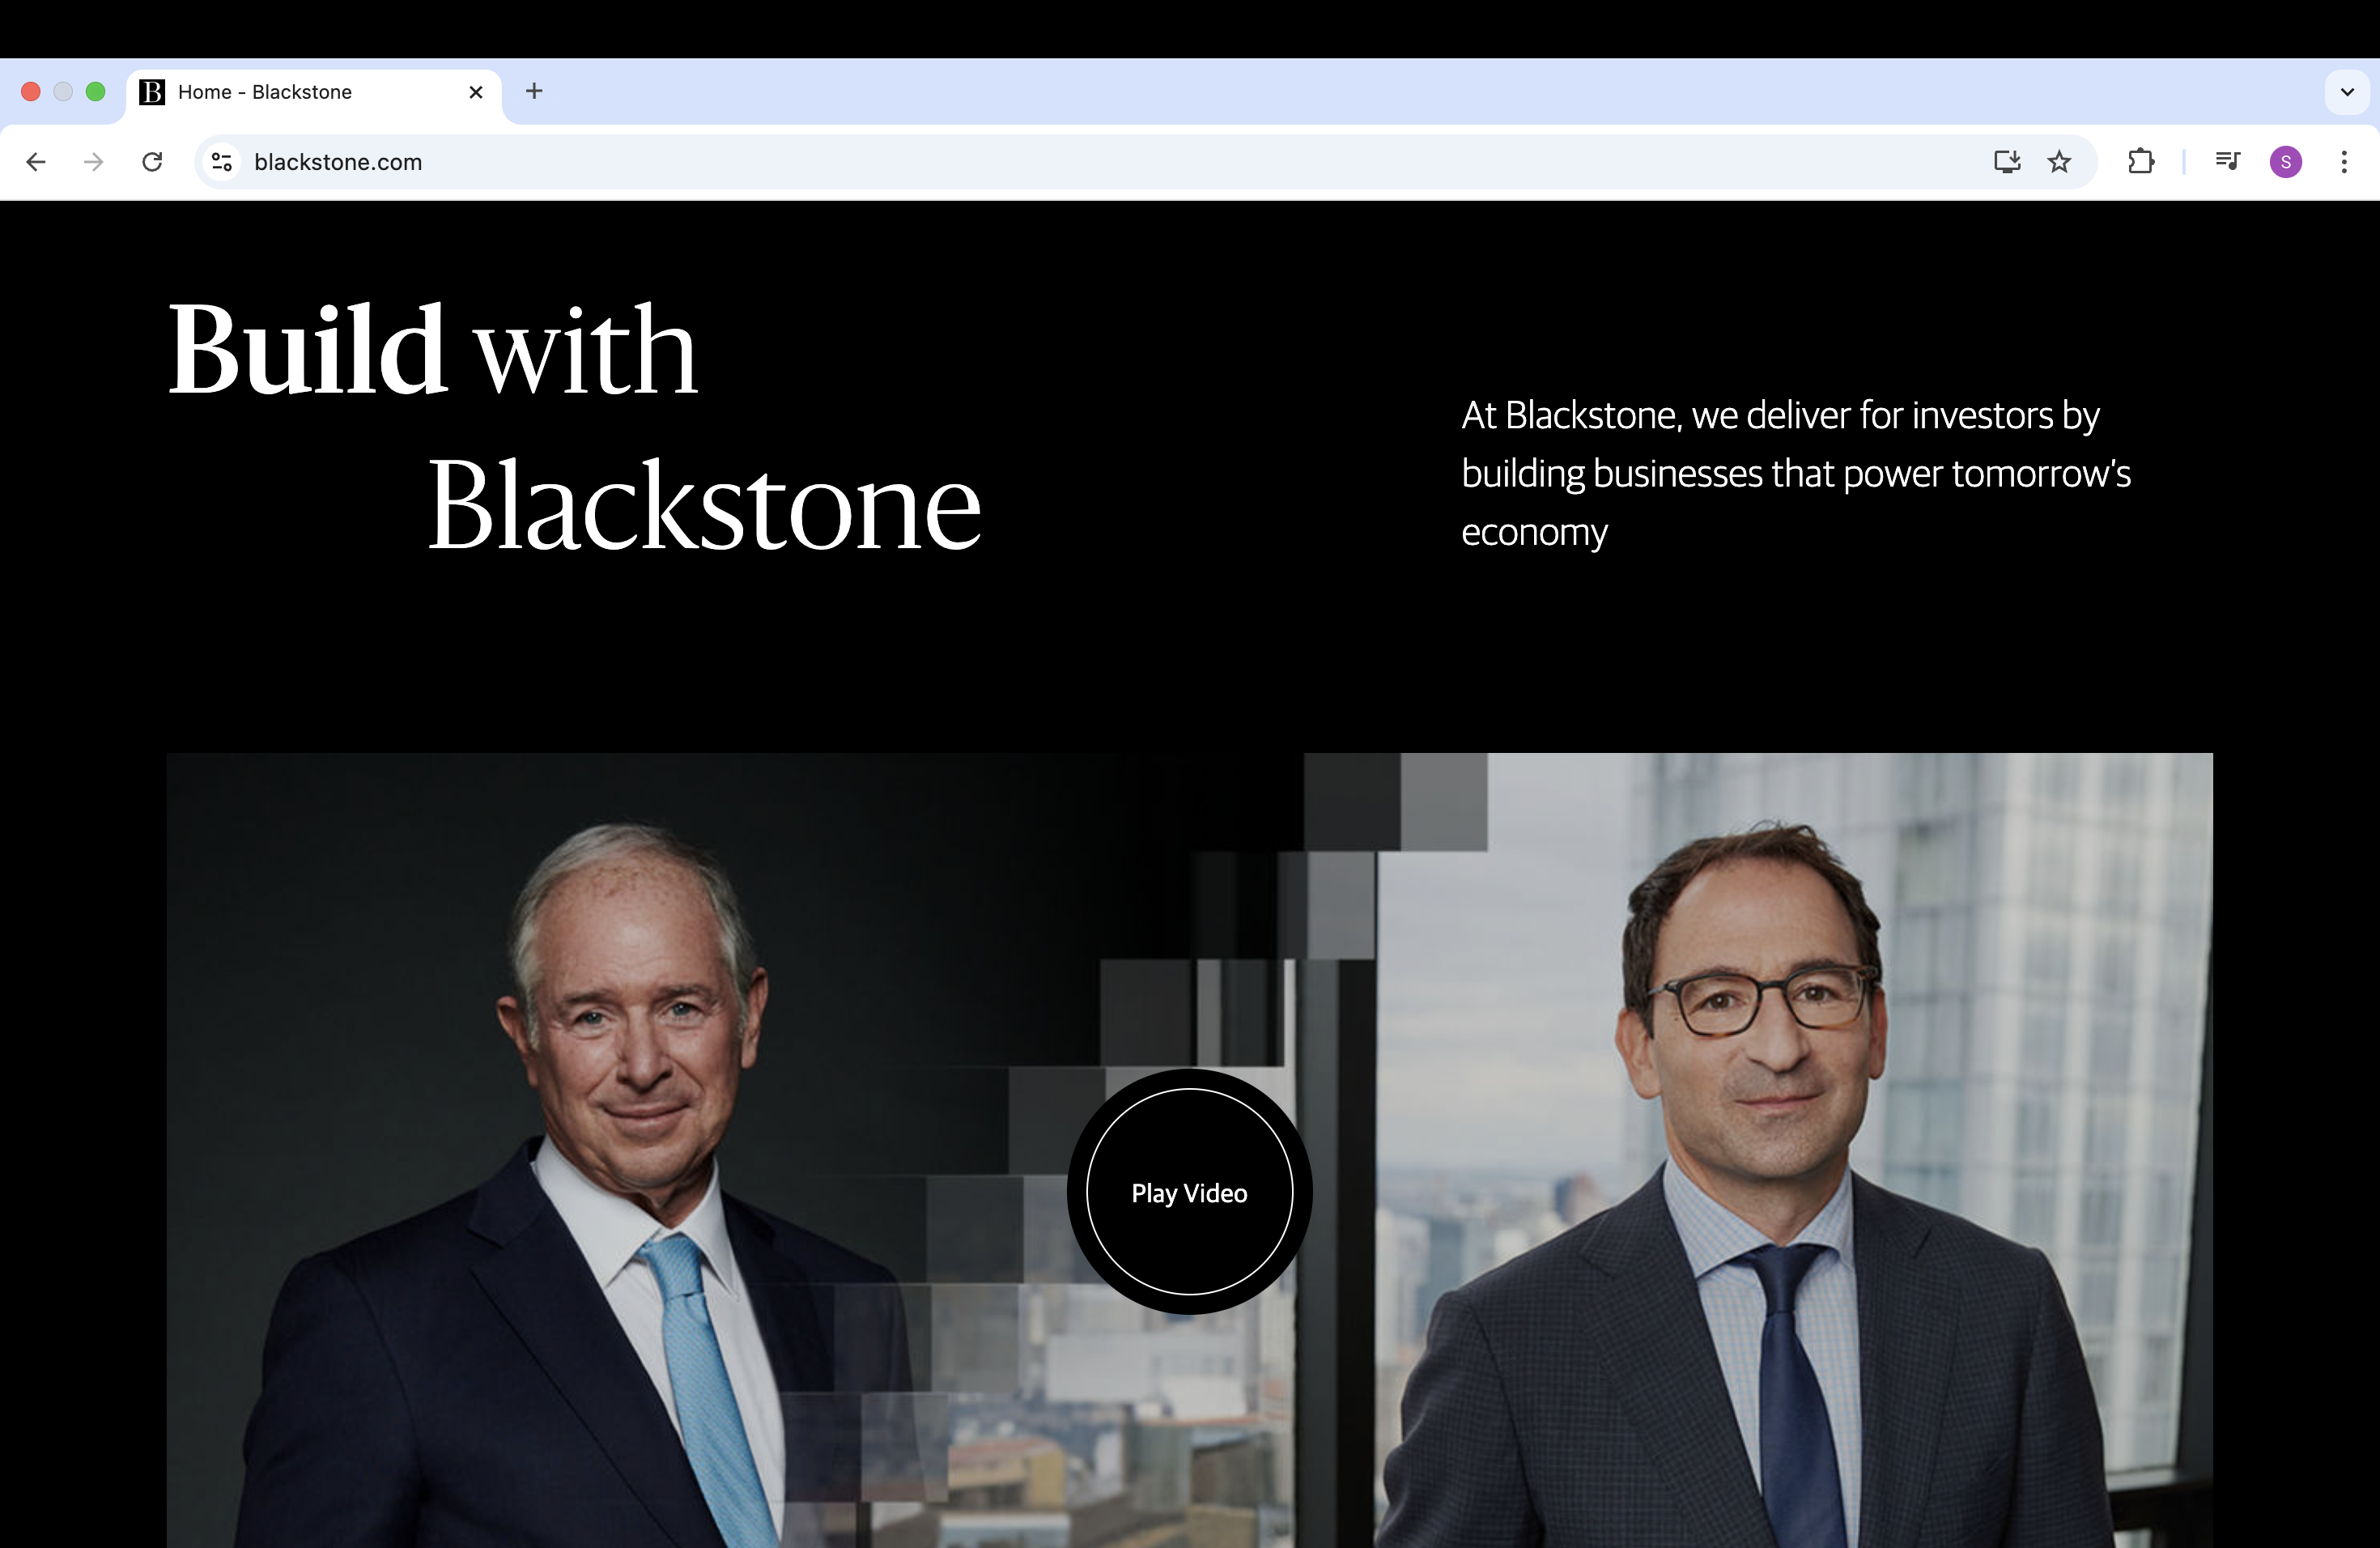 B Home - Blackstone
blackstone.com
S
Build with
Blackstone
At Blackstone, we deliver for investors by
building businesses that power tomorrow's
economy
Play Video